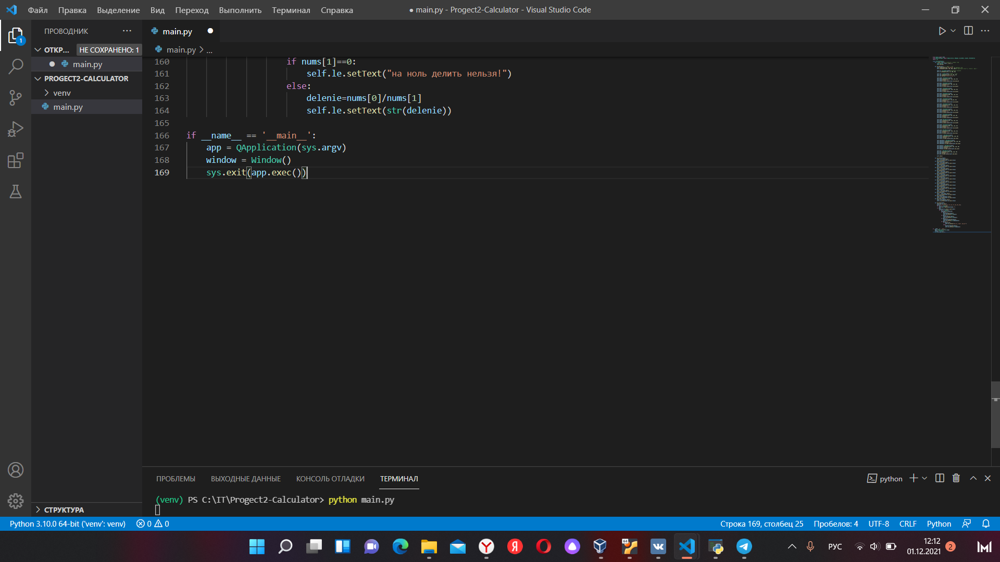 Файл Правка Выделение Вид Переход Выполнить Терминал Справка
● main.py - Progect2-Calculator - Visual Studio Code
1
ПРОВОДНИК ...
ОТКР... НЕ СОХРАНЕНО: 1
● main.py
PROGECT2-CALCULATOR
venv
main.py
СТРУКТУРА
main.py ●
main.py > ...
160 if nums[1]==0:
161 self.le.setText("на ноль делить нельзя!")
162 else:
163 delenie=nums[0]/nums[1]
164 self.le.setText(str(delenie))
165
166 if __name__ == '__main__':
167 app = QApplication(sys.argv)
168 window = Window()
169 sys.exit(app.exec())
ПРОБЛЕМЫ ВЫХОДНЫЕ ДАННЫЕ КОНСОЛЬ ОТЛАДКИ ТЕРМИНАЛ
python
(venv) PS C:\IT\Progect2-Calculator> python main.py
Python 3.10.0 64-bit ('venv': venv) 0 0
Строка 169, столбец 25 Пробелов: 4 UTF-8 CRLF Python
64
РУС
12:12
01.12.2021
2